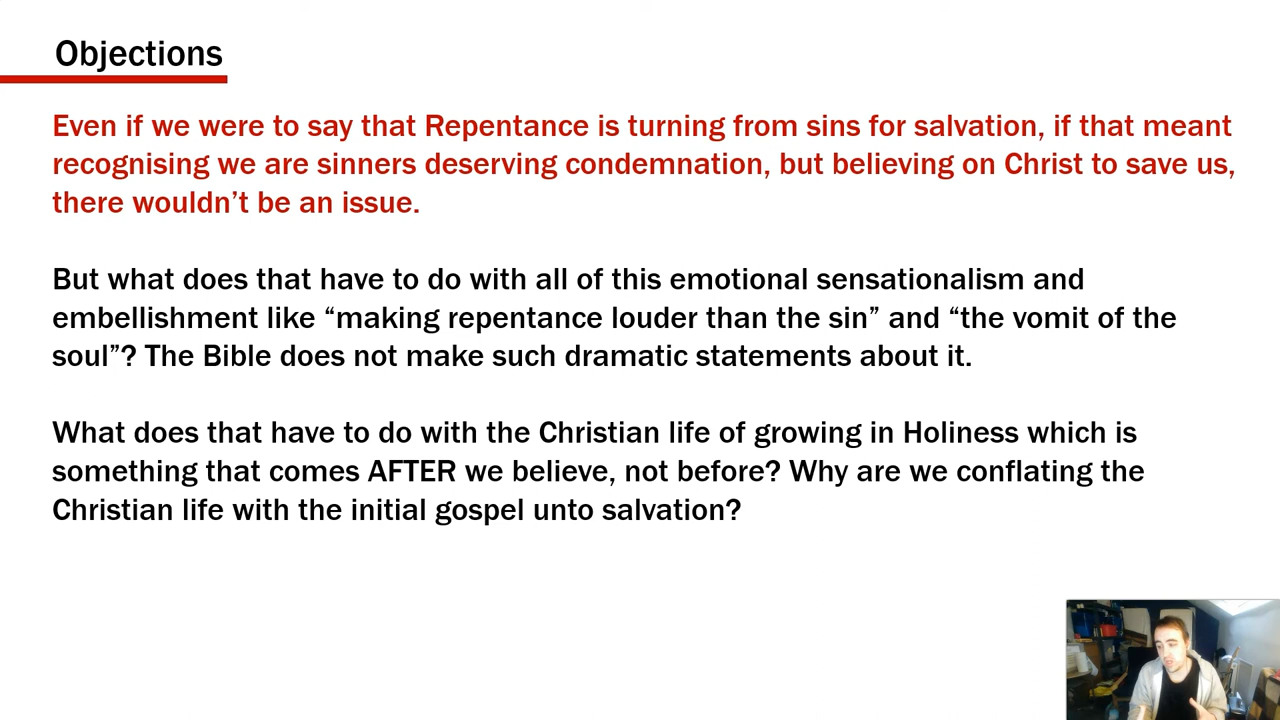 Objections
Even if we were to say that Repentance is turning from sins for salvation, if that meant
recognising we are sinners deserving condemnation, but believing on Christ to save us,
there wouldn’t be an issue.
But what does that have to do with all of this emotional sensationalism and
embellishment like “making repentance louder than the sin” and “the vomit of the
soul”? The Bible does not make such dramatic statements about it.
What does that have to do with the Christian life of growing in Holiness which is
something that comes AFTER we believe, not before? Why are we conflating the
Christian life with the initial gospel unto salvation?